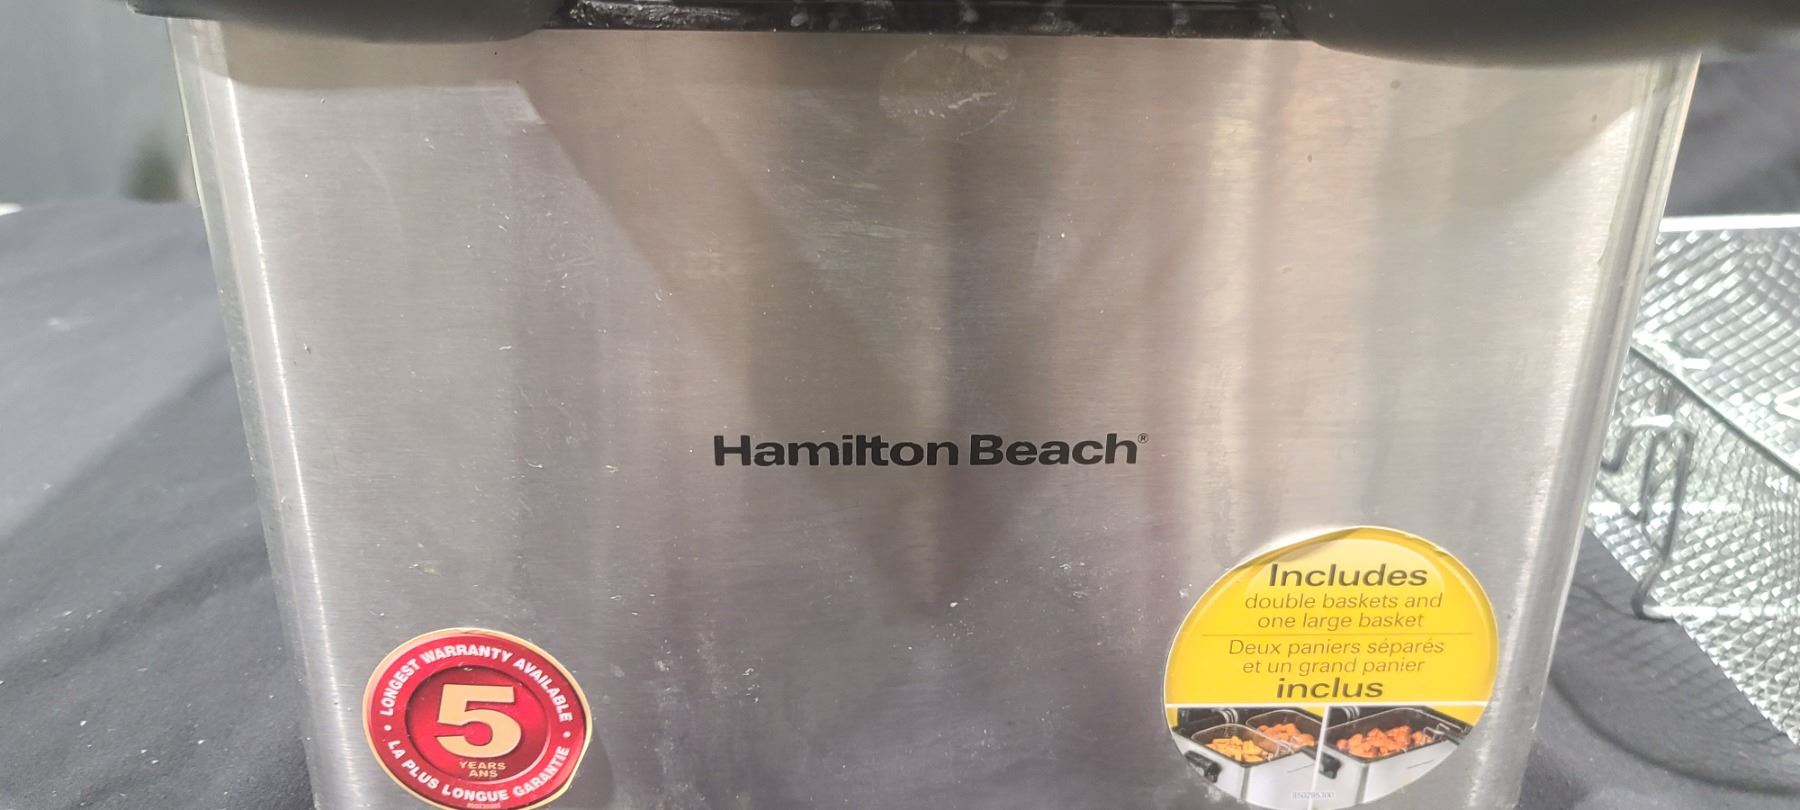 Hamilton Beach®
Includes
double baskets and
one large basket
Deux paniers séparés
et un grand panier
inclus
LONGEST WARRANTY AVAILABLE
5
YEARS
ANS
LA PLUS LONGUE GARANTIE